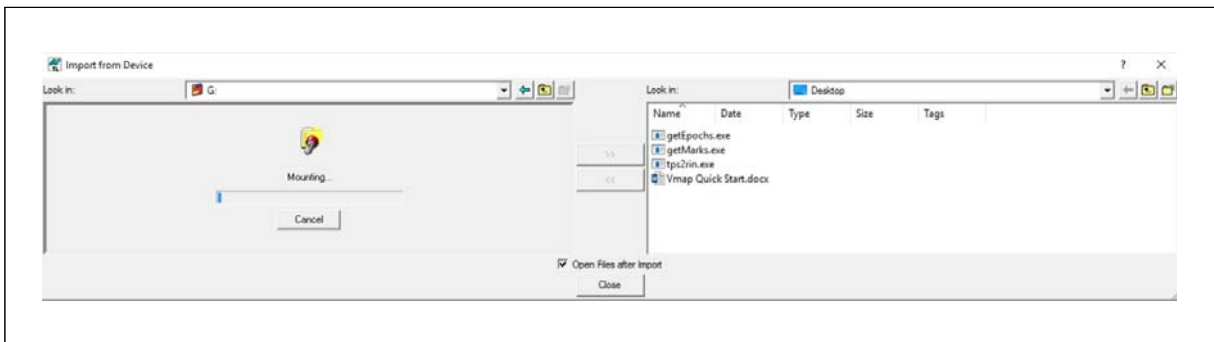 Import from Device
? ×
Look in: G:
Look in: Desktop
Mounting...
Cancel
>>
<<
Name Date Type Size Tags
getEpochs.exe
getMarks.exe
tps2rin.exe
Vmap Quick Start.docx
Open Files after Import
Close